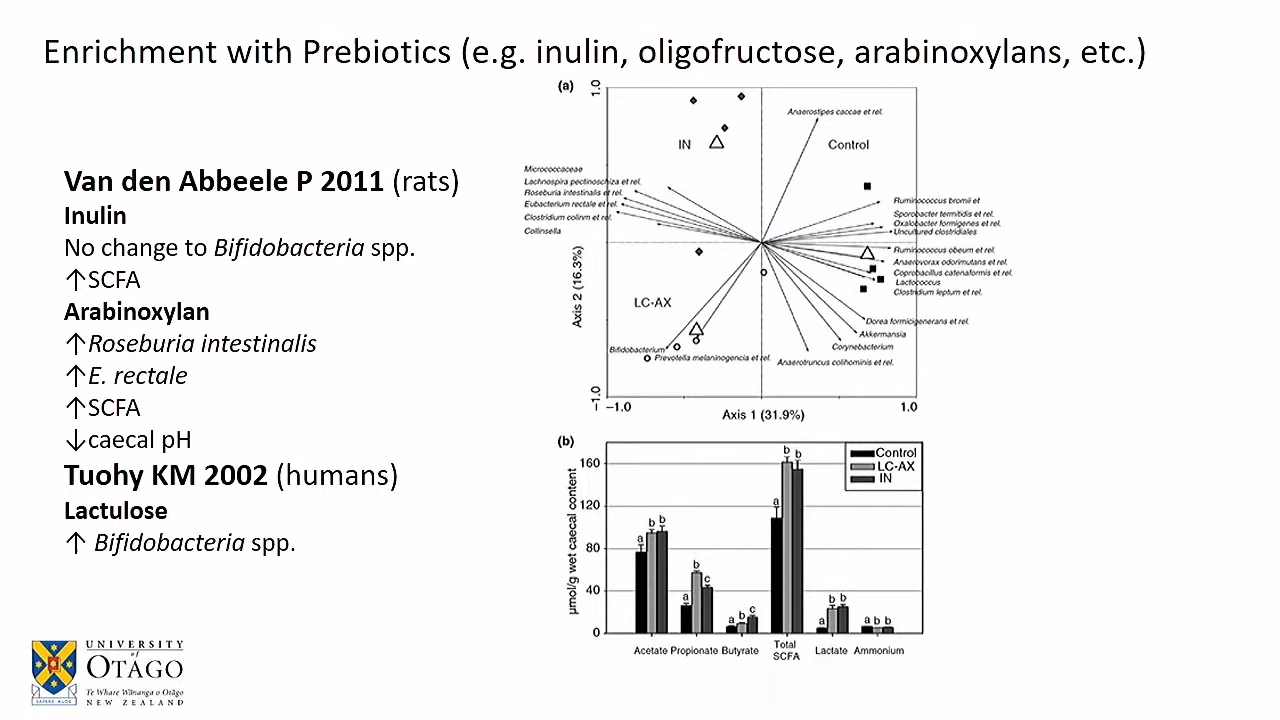 Enrichment with Prebiotics (e.g. inulin, oligofructose, arabinoxylans, etc.)
Van den Abbeele P 2011 (rats)
Inulin
No change to Bifidobacteria spp.
↑SCFA
Arabinoxylan
↑Roseburia intestinalis
↑E. rectale
↑SCFA
↓caecal pH
Tuohy KM 2002 (humans)
Lactulose
↑ Bifidobacteria spp.
UNIVERSITY
of
OTAGO
Te Whare Wānanga o Otāgo
NEW ZEALAND
SAPERE AUDE
(a)
1.0
Anaerostipes caccae et rel.
IN
Control
Micrococcaceae
Lachnospira pectinoschiza et rel.
Roseburia intestinalis et rel.
Eubacterium rectale et rel.
Clostridium colinm et rel.
Collinsella
Ruminococcus bromii et
Sporobacter termitidis et rel.
Oxalobacter formigenes et rel.
Uncultured clostridiales
Ruminococcus obeum et rel.
Anaerovorax odorimutans et rel.
Coprobacillus catenaformis et rel.
Lactococcus
Clostridium leptum et rel.
Axis 2 (16.3%)
LC-AX
Dorea formicigenerans et rel.
Akkermansia
Corynebacterium
Bifidobacterium
Prevotella melaninogencia et rel.
Anaerotruncus colihominis et rel.
-1.0
-1.0
1.0
Axis 1 (31.9%)
(b)
µmol/g wet caecal content
160
120
80
40
0
Control
LC-AX
IN
a b b
a b c
a b c
a b b
a b b
a b b
Acetate Propionate Butyrate Total SCFA Lactate Ammonium